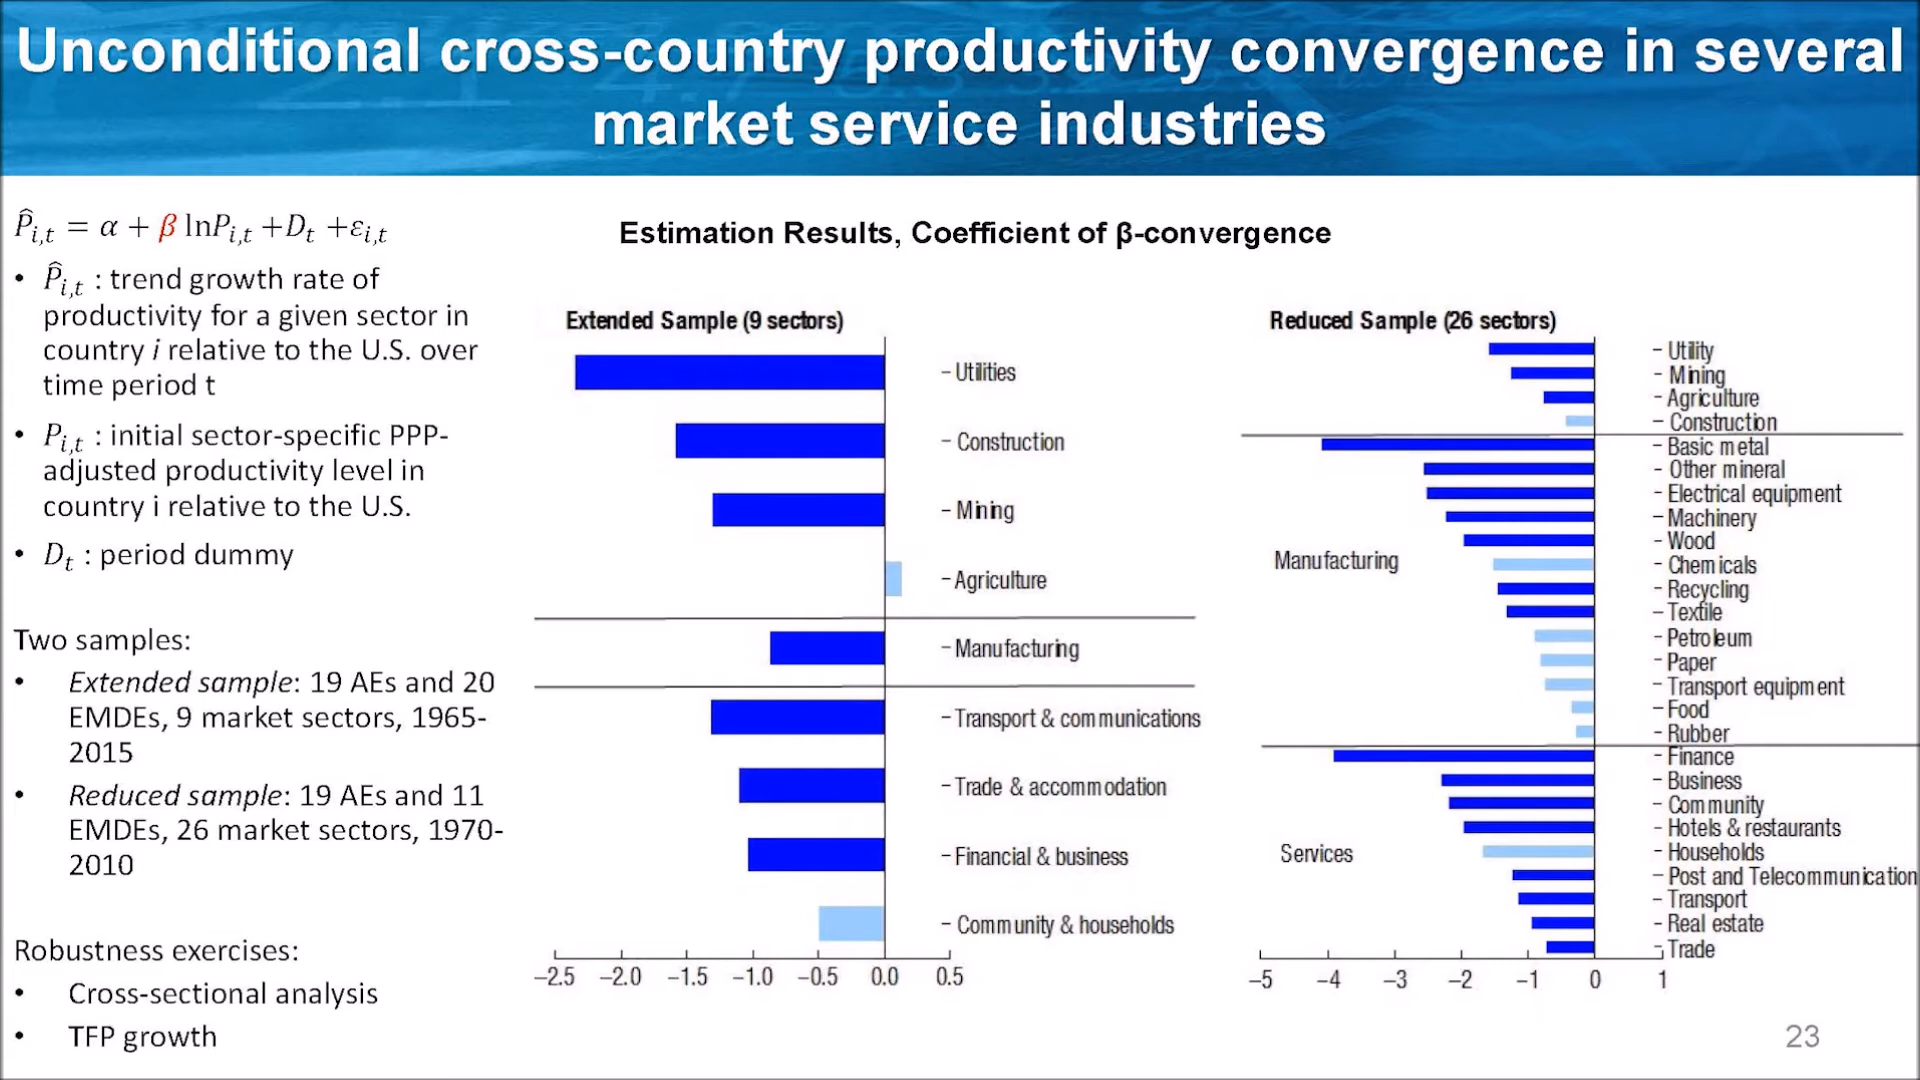 Unconditional cross-country productivity convergence in several
market service industries
P̂i,t = α + β lnPi,t +Dt +εi,t
• P̂i,t : trend growth rate of
productivity for a given sector in
country i relative to the U.S. over
time period t
• Pi,t : initial sector-specific PPP-
adjusted productivity level in
country i relative to the U.S.
• Dt : period dummy
Two samples:
• Extended sample: 19 AEs and 20
EMDEs, 9 market sectors, 1965-
2015
• Reduced sample: 19 AEs and 11
EMDEs, 26 market sectors, 1970-
2010
Robustness exercises:
• Cross-sectional analysis
• TFP growth
Estimation Results, Coefficient of β-convergence
Extended Sample (9 sectors)
Utilities
Construction
Mining
Agriculture
Manufacturing
Transport & communications
Trade & accommodation
Financial & business
Community & households
–2.5 –2.0 –1.5 –1.0 –0.5 0.0 0.5
Reduced Sample (26 sectors)
Utility
Mining
Agriculture
Construction
Basic metal
Other mineral
Electrical equipment
Machinery
Wood
Manufacturing
Chemicals
Recycling
Textile
Petroleum
Paper
Transport equipment
Food
Rubber
Finance
Business
Community
Hotels & restaurants
Services
Households
Post and Telecommunication
Transport
Real estate
Trade
–5 –4 –3 –2 –1 0 1
23